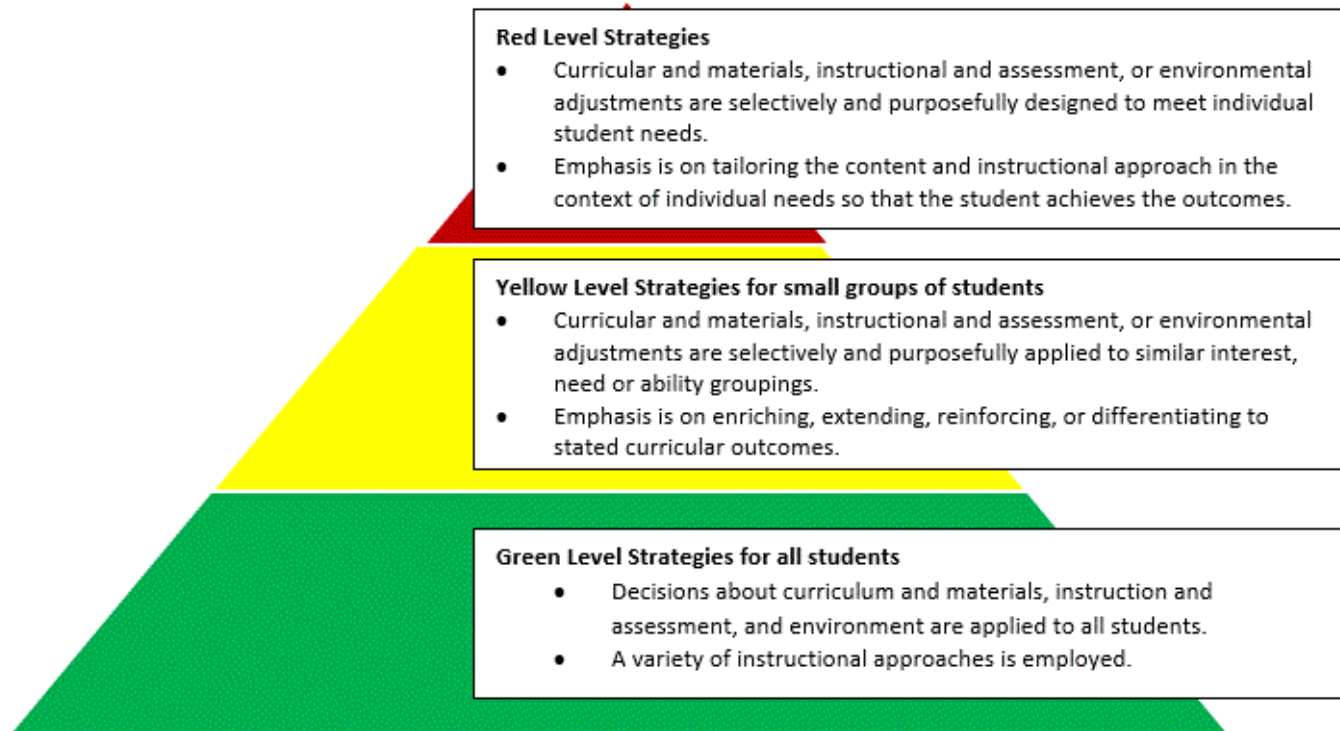 Red Level Strategies
• Curricular and materials, instructional and assessment, or environmental
adjustments are selectively and purposefully designed to meet individual
student needs.
• Emphasis is on tailoring the content and instructional approach in the
context of individual needs so that the student achieves the outcomes.
Yellow Level Strategies for small groups of students
• Curricular and materials, instructional and assessment, or environmental
adjustments are selectively and purposefully applied to similar interest,
need or ability groupings.
• Emphasis is on enriching, extending, reinforcing, or differentiating to
stated curricular outcomes.
Green Level Strategies for all students
• Decisions about curriculum and materials, instruction and
assessment, and environment are applied to all students.
• A variety of instructional approaches is employed.